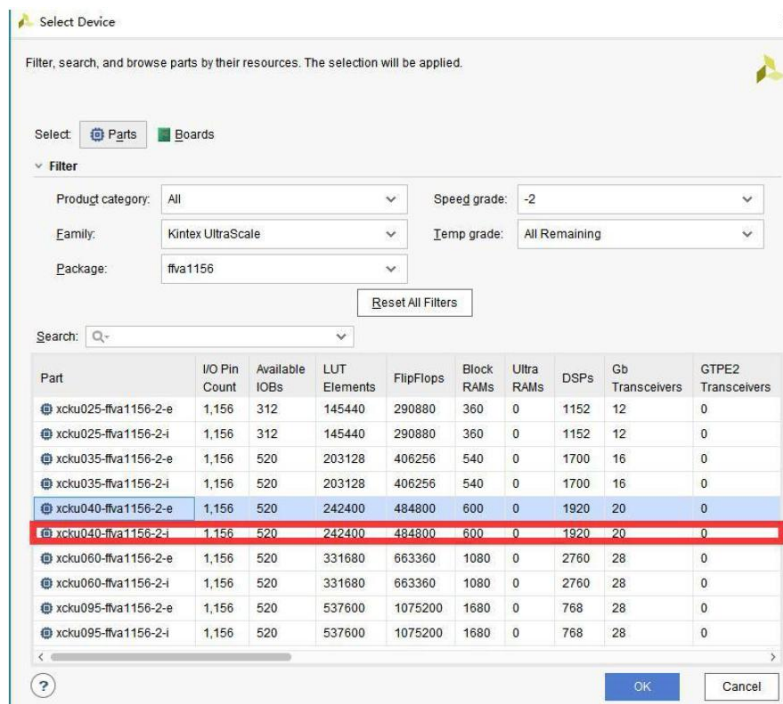 Select Device
Filter, search, and browse parts by their resources. The selection will be applied.
Select: Parts Boards
Filter
Product category: All Speed grade: -2
Family: Kintex UltraScale Temp grade: All Remaining
Package: ffva1156
Reset All Filters
Search: Q-
Part I/O Pin Count Available IOBs LUT Elements FlipFlops Block RAMs Ultra RAMs DSPs Gb Transceivers GTPE2 Transceivers
xcku025-ffva1156-2-e 1,156 312 145440 290880 360 0 1152 12 0
xcku025-ffva1156-2-i 1,156 312 145440 290880 360 0 1152 12 0
xcku035-ffva1156-2-e 1,156 520 203128 406256 540 0 1700 16 0
xcku035-ffva1156-2-i 1,156 520 203128 406256 540 0 1700 16 0
xcku040-ffva1156-2-e 1,156 520 242400 484800 600 0 1920 20 0
xcku040-ffva1156-2-i 1,156 520 242400 484800 600 0 1920 20 0
xcku060-ffva1156-2-e 1,156 520 331680 663360 1080 0 2760 28 0
xcku060-ffva1156-2-i 1,156 520 331680 663360 1080 0 2760 28 0
xcku095-ffva1156-2-e 1,156 520 537600 1075200 1680 0 768 28 0
xcku095-ffva1156-2-i 1,156 520 537600 1075200 1680 0 768 28 0
? OK Cancel